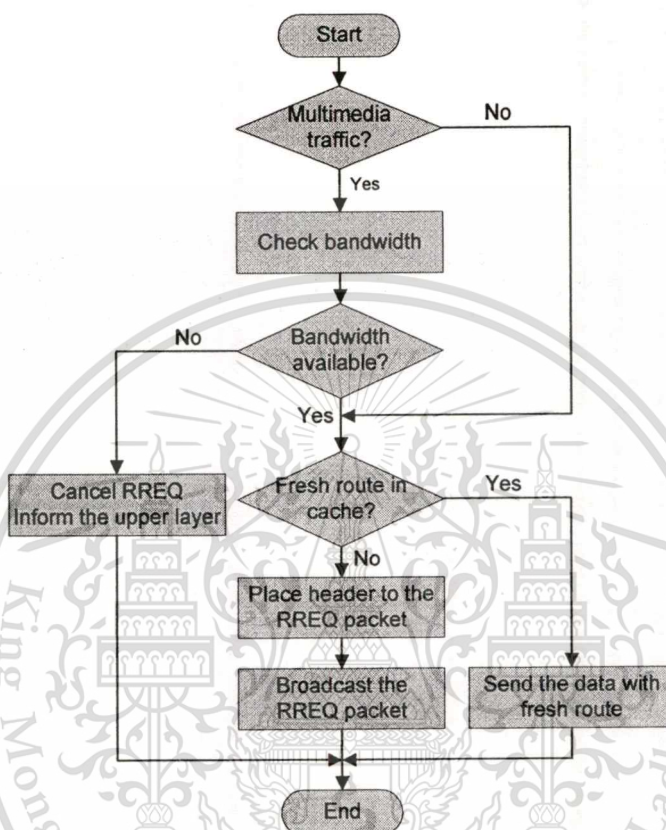 Start
Multimedia
traffic?
No
Yes
Check bandwidth
Bandwidth
available?
No
Yes
Cancel RREQ
Inform the upper layer
Fresh route in
cache?
Yes
No
Place header to the
RREQ packet
Broadcast the
RREQ packet
Send the data with
fresh route
End
King Mong